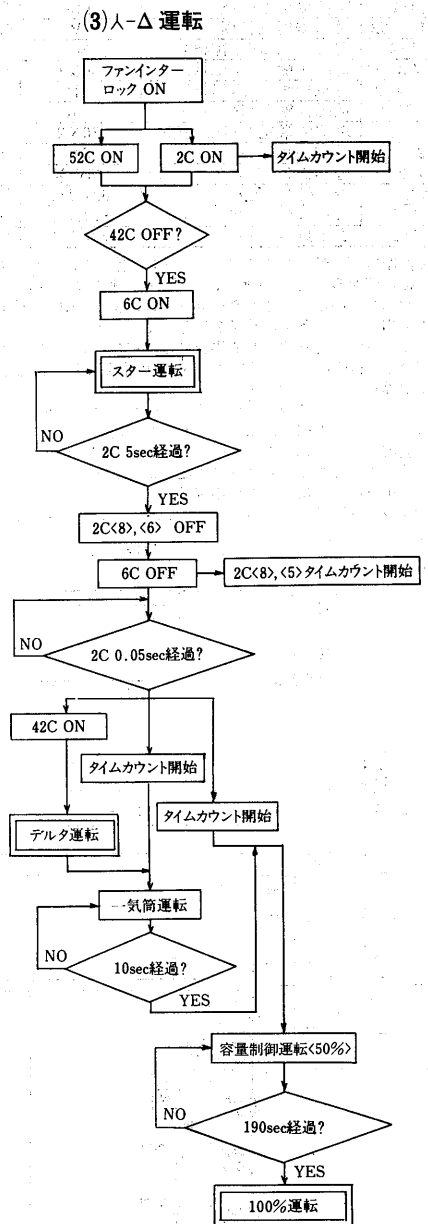 (3)人-Δ 運転
ファンインター
ロック ON
52C ON
2C ON
タイムカウント開始
42C OFF?
YES
6C ON
スター運転
NO
2C 5sec経過?
YES
2C<8>,<6> OFF
6C OFF
2C<8>,<5>タイムカウント開始
NO
2C 0.05sec経過?
42C ON
タイムカウント開始
タイムカウント開始
デルタ運転
一気筒運転
NO
10sec経過?
YES
容量制御運転<50%>
NO
190sec経過?
YES
100%運転